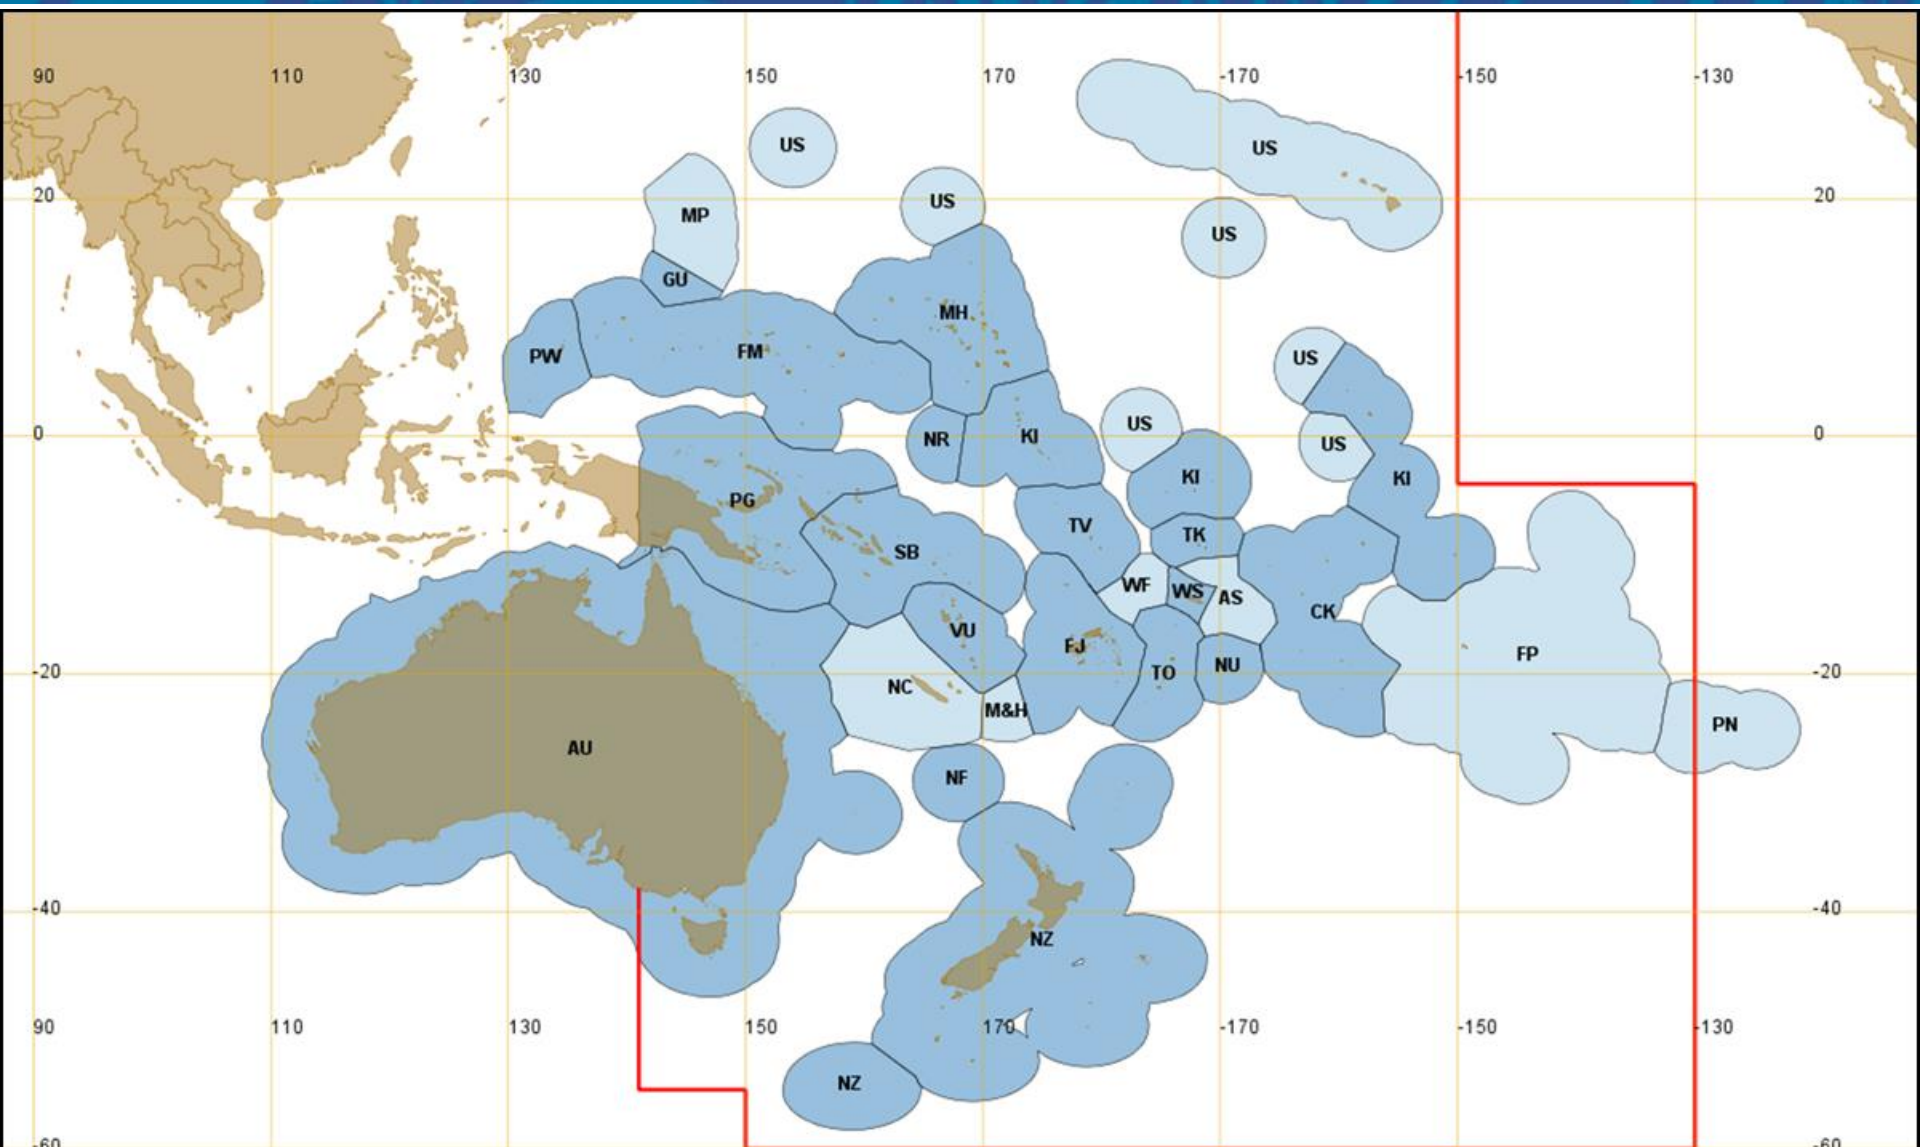 90 110 130 150 170 -170 -150 -130
US
US
MP
US
20
20
US
GU
MH
PW
FM
US
US
0
NR
KI
US
0
KI
KI
PG
TV
TK
SB
WF
WS
AS
CK
VU
FJ
FP
-20
NC
TO
NU
-20
M&H
PN
AU
NF
-40
-40
NZ
90 110 130 150 170 -170 -150 -130
NZ
-60
-60